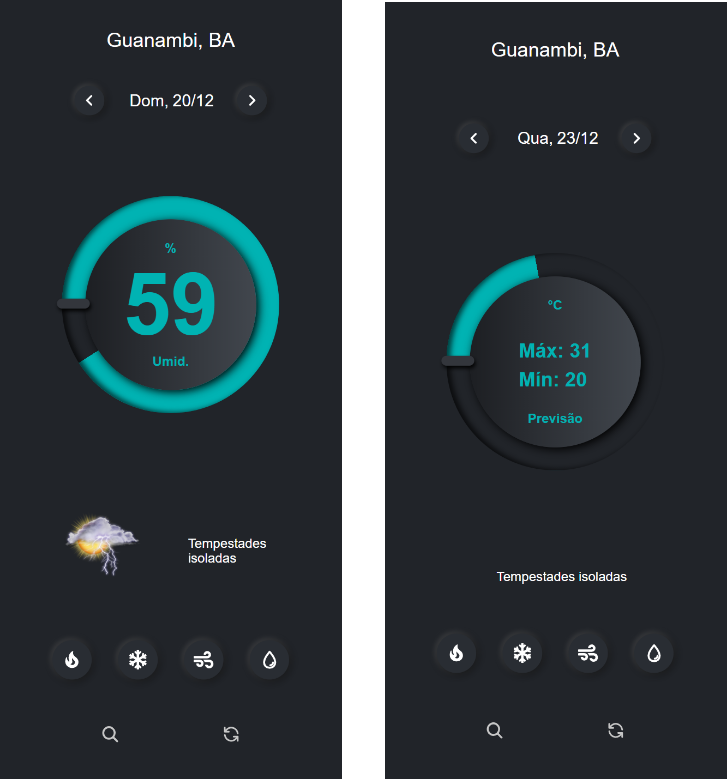 Guanambi, BA
Dom, 20/12
%
59
Umid.
Tempestades
isoladas
Guanambi, BA
Qua, 23/12
°C
Máx: 31
Mín: 20
Previsão
Tempestades isoladas